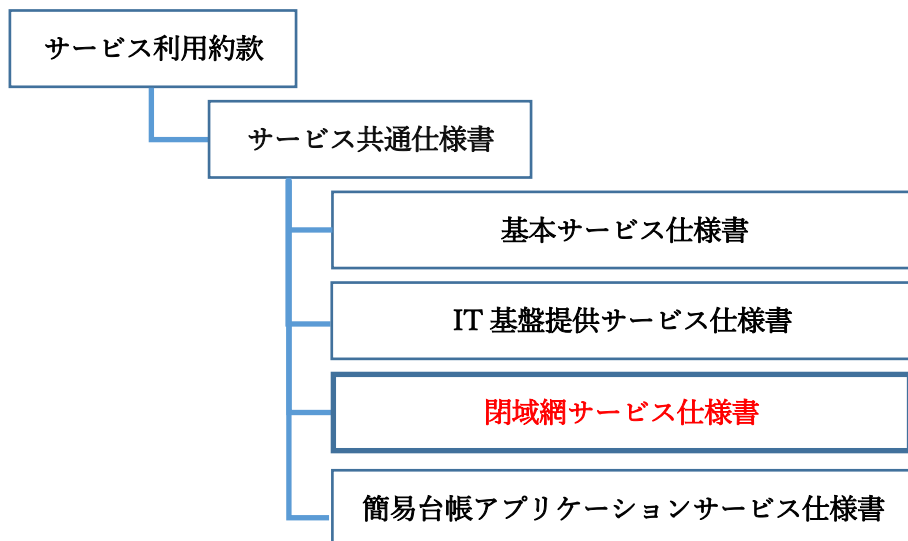 サービス利用約款
サービス共通仕様書
基本サービス仕様書
IT 基盤提供サービス仕様書
閉域網サービス仕様書
簡易台帳アプリケーションサービス仕様書